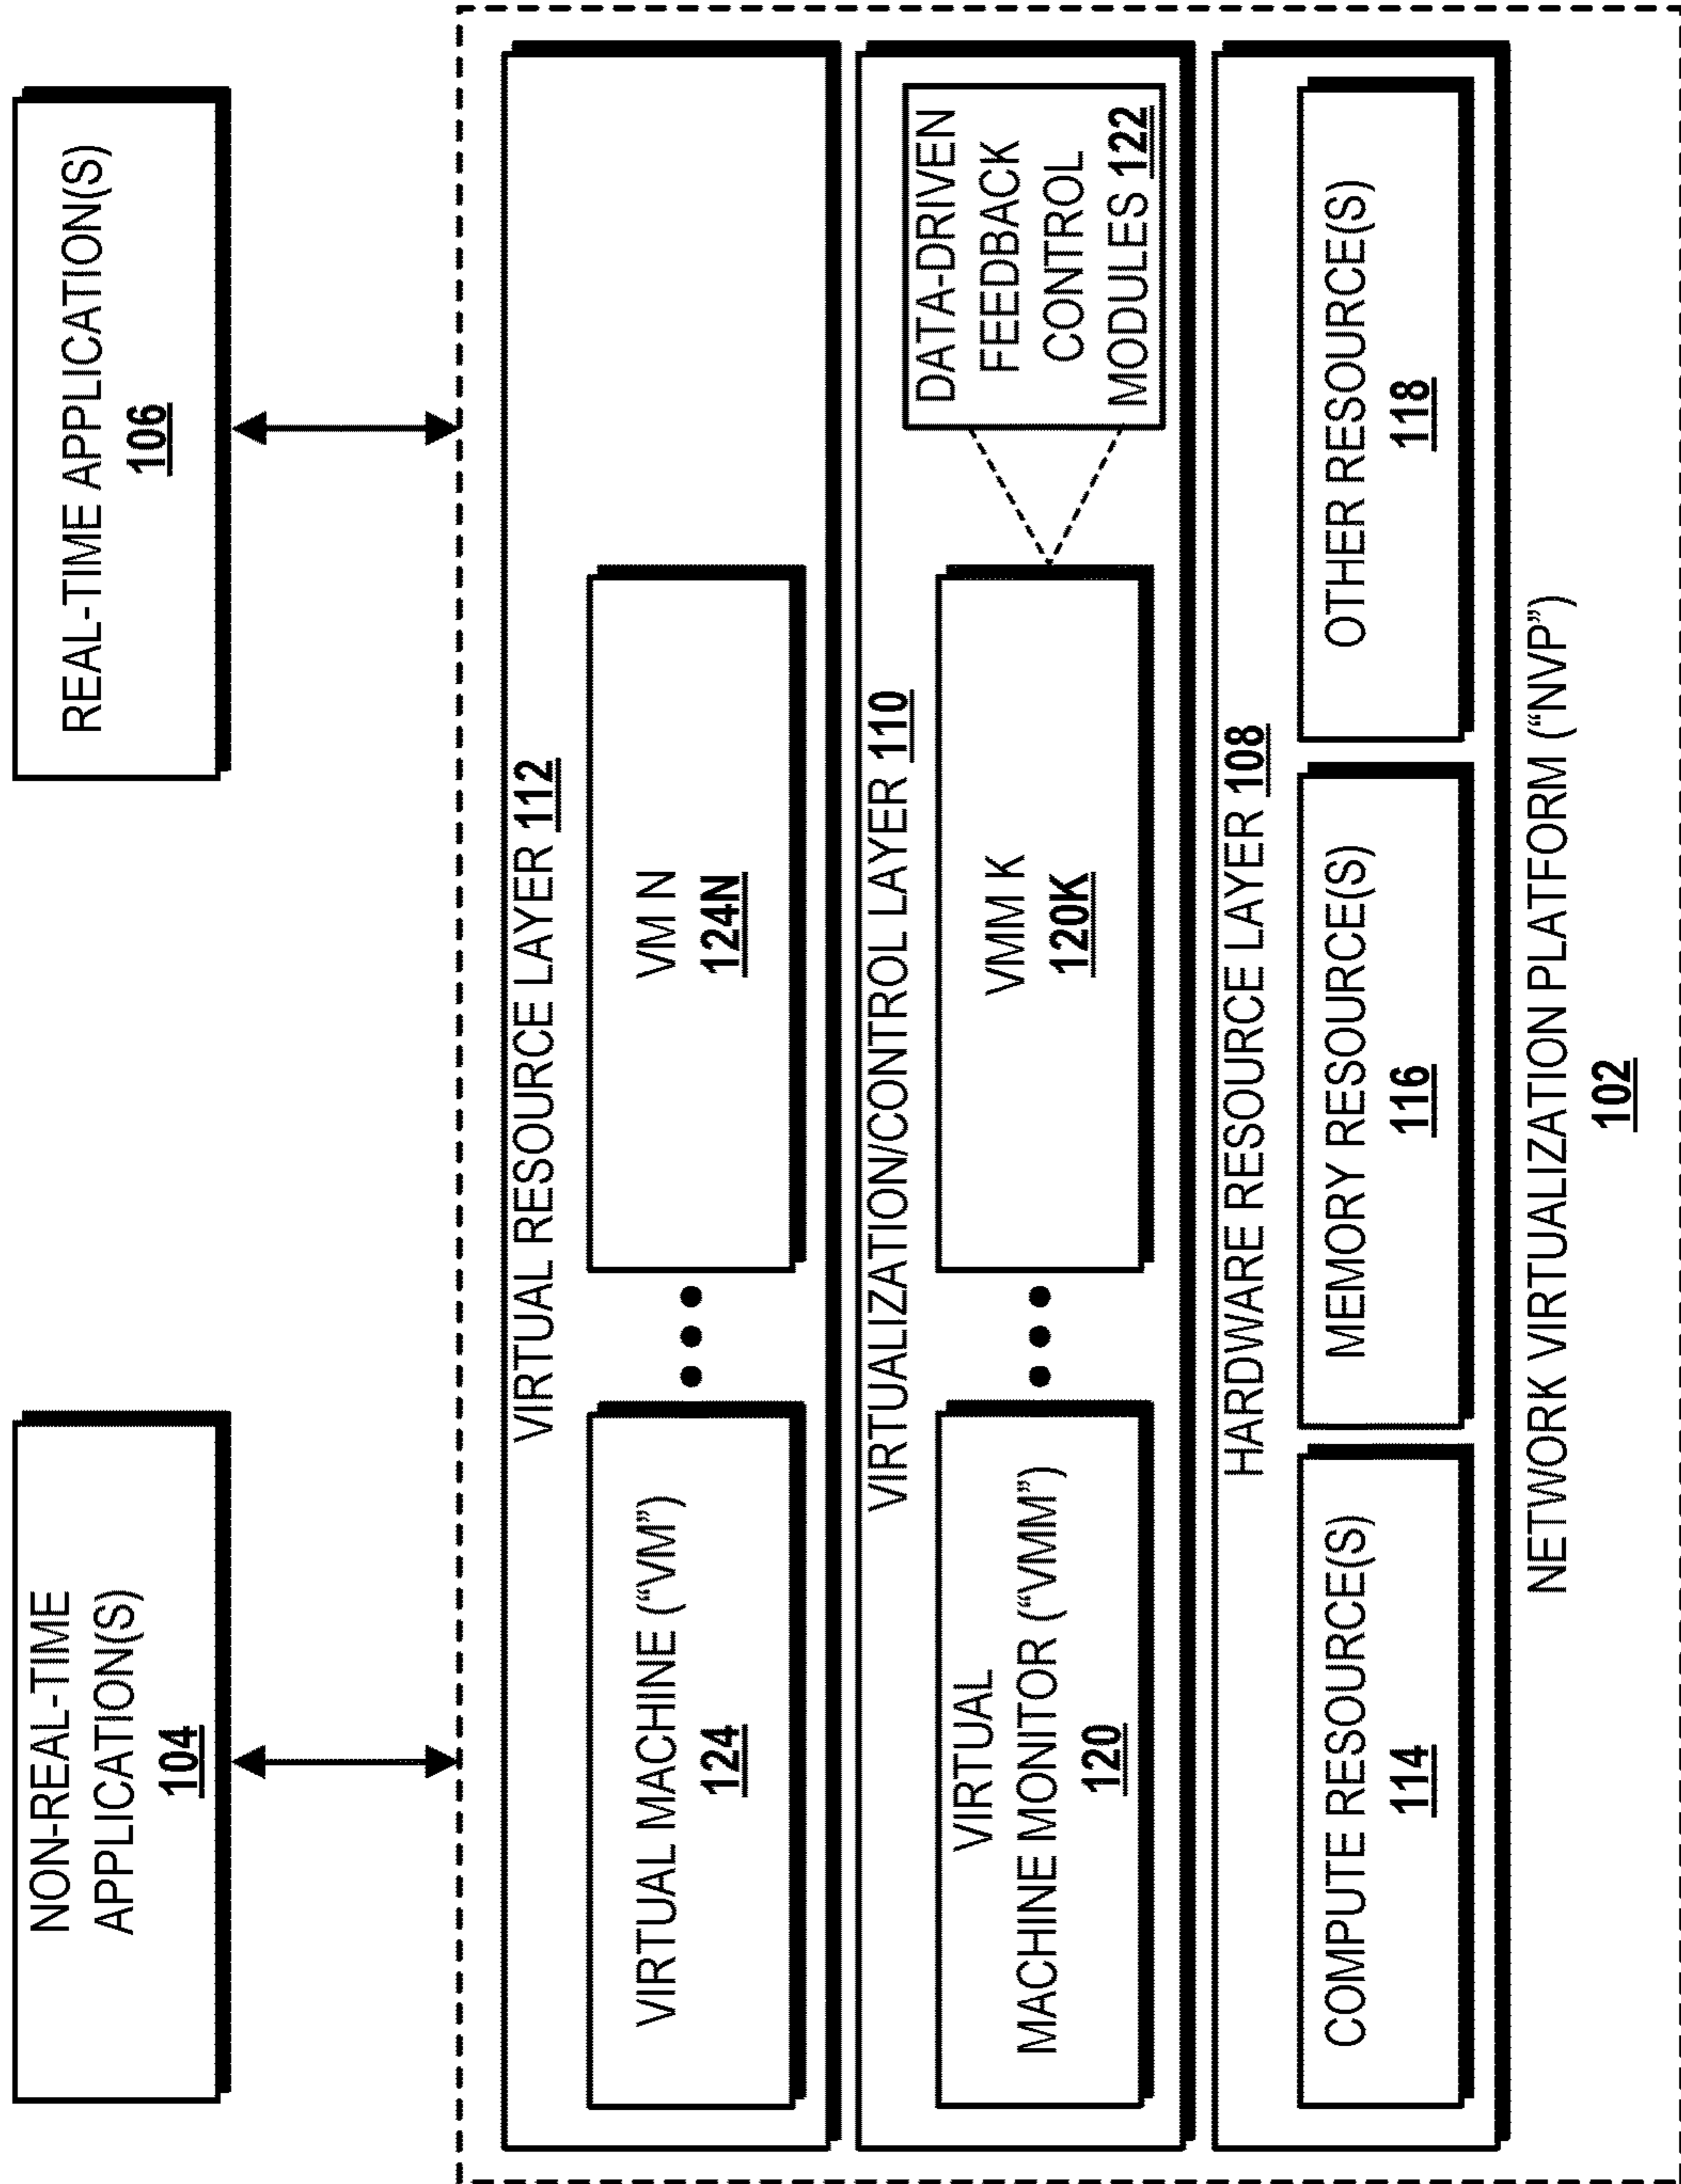 NON-REAL-TIME
APPLICATION(S)
104
REAL-TIME APPLICATION(S)
106
VIRTUAL RESOURCE LAYER 112
VIRTUAL MACHINE (“VM”)
124
VM N
124N
VIRTUALIZATION/CONTROL LAYER 110
VIRTUAL
MACHINE MONITOR (“VMM”)
120
VMM K
120K
DATA-DRIVEN
FEEDBACK
CONTROL
MODULES 122
HARDWARE RESOURCE LAYER 108
COMPUTE RESOURCE(S)
114
MEMORY RESOURCE(S)
116
OTHER RESOURCE(S)
118
NETWORK VIRTUALIZATION PLATFORM (“NVP”)
102